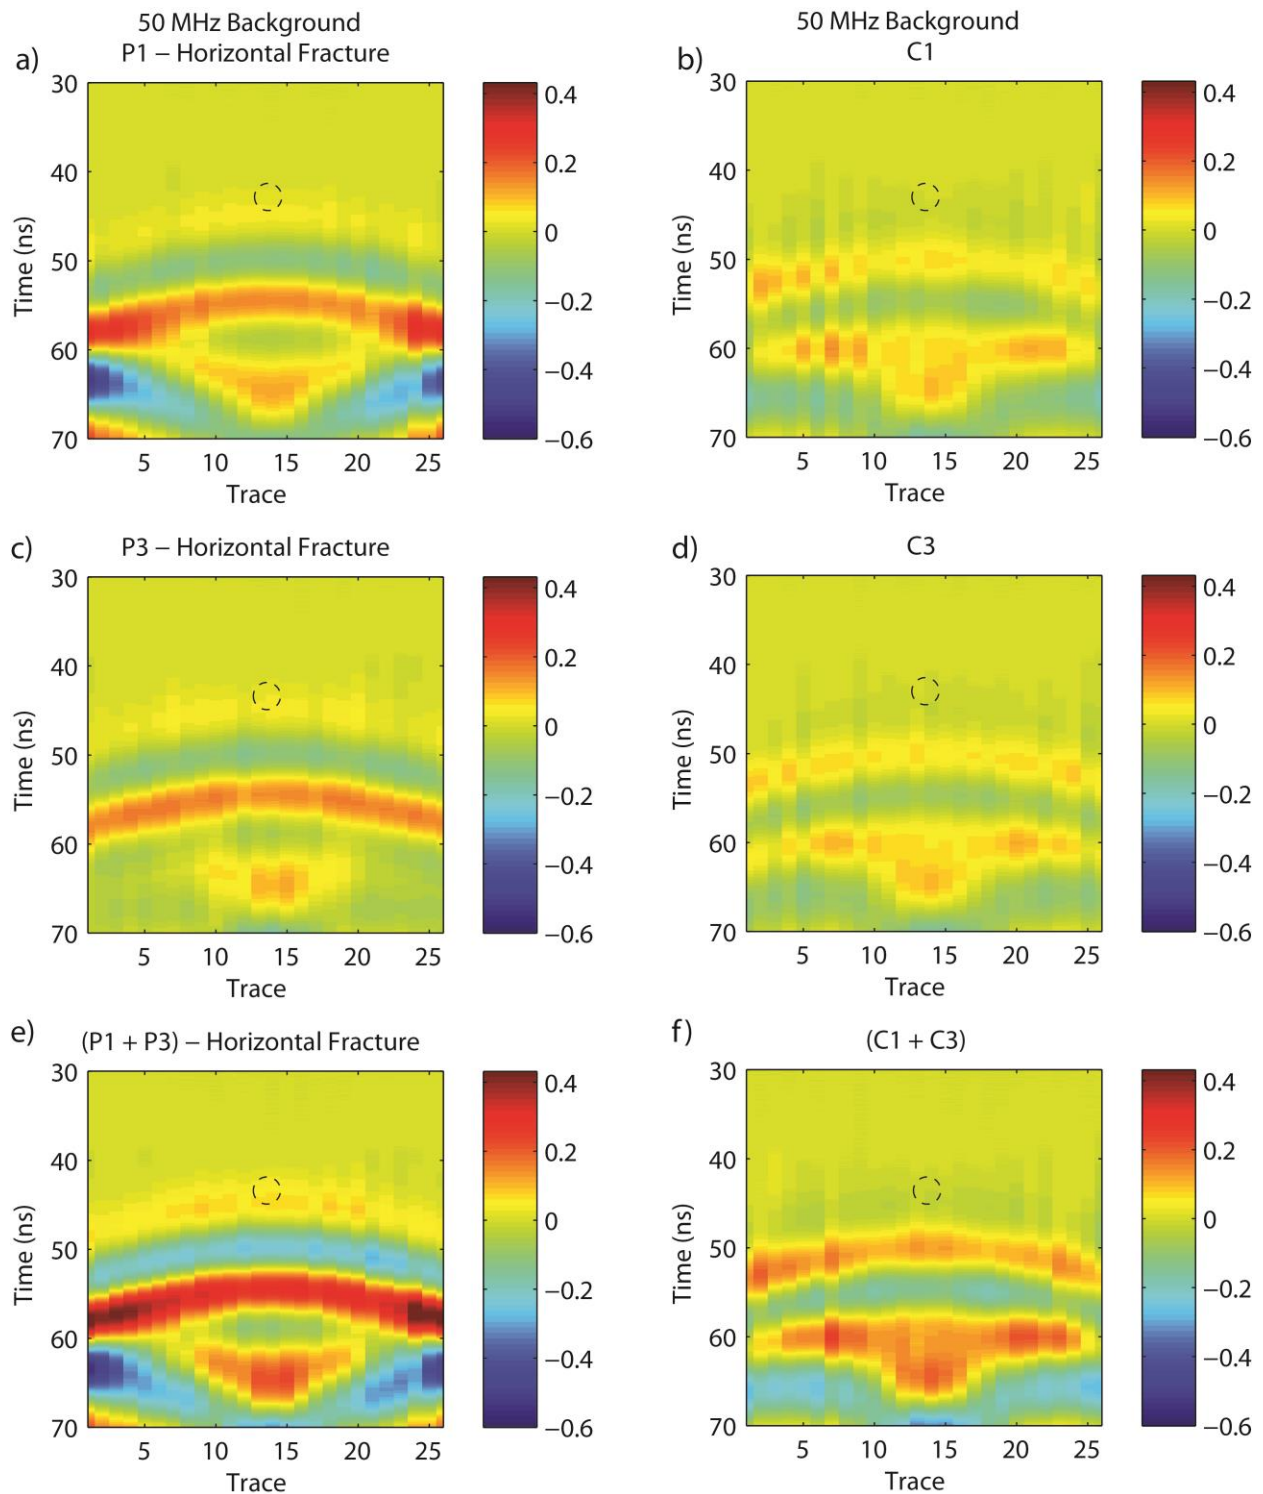 50 MHz Background
P1 – Horizontal Fracture
a)
30
40
50
60
70
Time (ns)
5 10 15 20 25
Trace
0.4
0.2
0
−0.2
−0.4
−0.6
50 MHz Background
C1
b)
30
40
50
60
70
Time (ns)
5 10 15 20 25
Trace
0.4
0.2
0
−0.2
−0.4
−0.6
c)
P3 – Horizontal Fracture
30
40
50
60
70
Time (ns)
5 10 15 20 25
Trace
0.4
0.2
0
−0.2
−0.4
−0.6
d)
C3
30
40
50
60
70
Time (ns)
5 10 15 20 25
Trace
0.4
0.2
0
−0.2
−0.4
−0.6
e)
(P1 + P3) – Horizontal Fracture
30
40
50
60
70
Time (ns)
5 10 15 20 25
Trace
0.4
0.2
0
−0.2
−0.4
−0.6
f)
(C1 + C3)
30
40
50
60
70
Time (ns)
5 10 15 20 25
Trace
0.4
0.2
0
−0.2
−0.4
−0.6